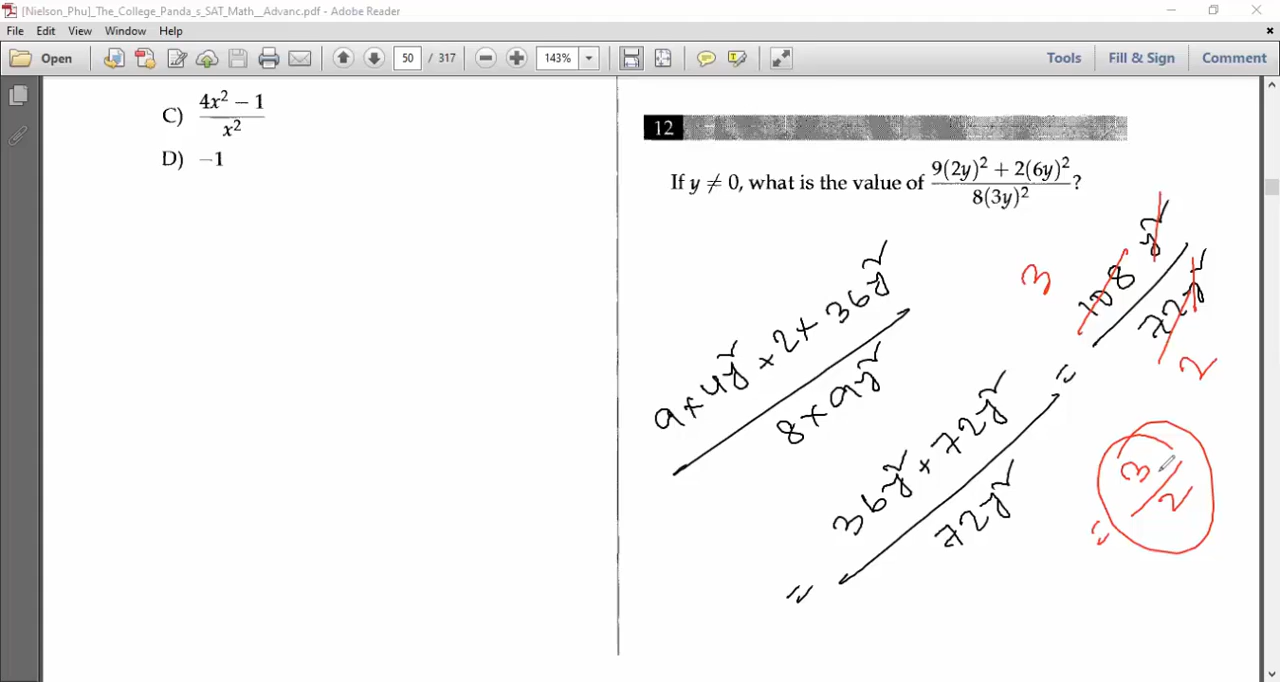 [Nielson_Phu]_The_College_Panda_s_SAT_Math__Advanc.pdf - Adobe Reader
File Edit View Window Help
Open 50 / 317 143% Tools Fill & Sign Comment
C) (4x² − 1)/x²
D) −1
12
If y ≠ 0, what is the value of (9(2y)² + 2(6y)²)/(8(3y)²)?
(9 × 4y² + 2 × 36y²)/(8 × 9y²)
= (36y² + 72y²)/(72y²)
= (108 y²)/(72y²)
3
2
= 3/2